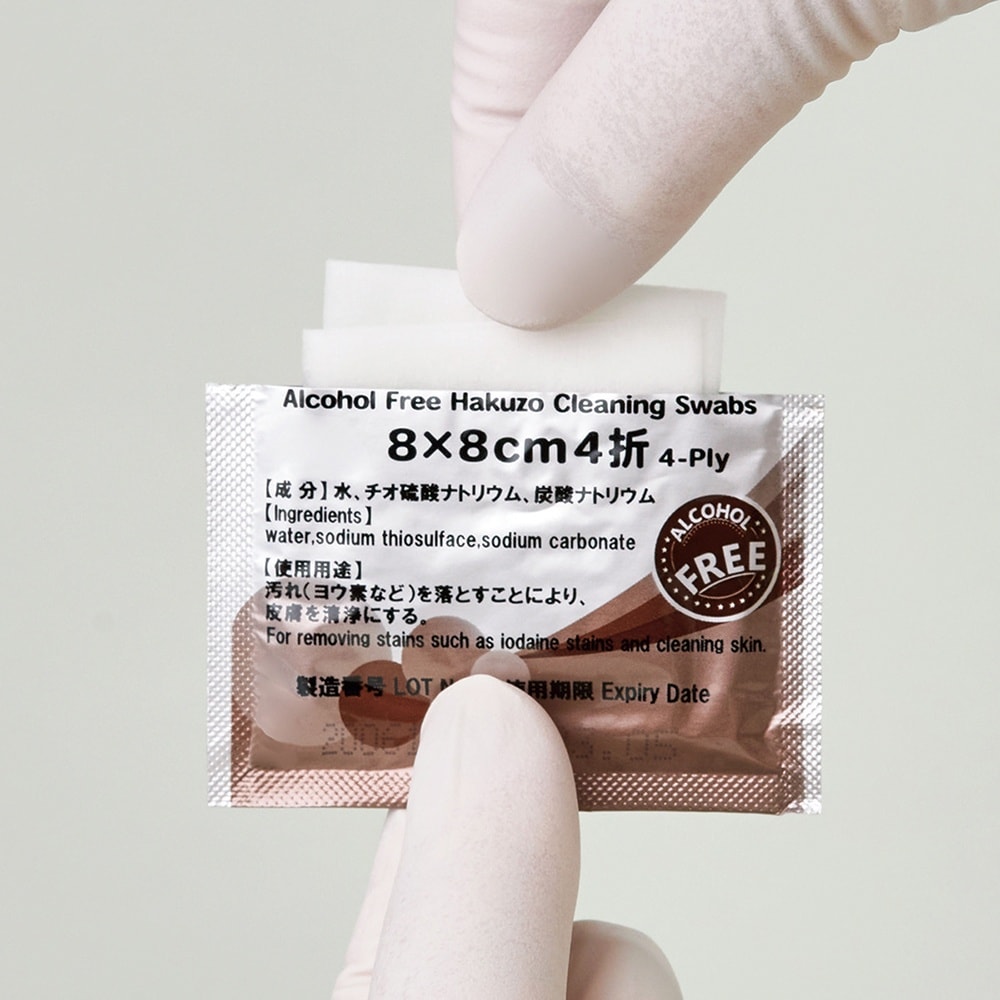 Alcohol Free Hakuzo Cleaning Swabs
8×8cm4折 4-Ply
【成 分】水、チオ硫酸ナトリウム、炭酸ナトリウム
【Ingredients】
water,sodium thiosulface,sodium carbonate
ALCOHOL
FREE
【使用用途】
汚れ(ヨウ素など)を落とすことにより、
皮膚を清浄にする。
For removing stains such as iodaine stains and cleaning skin.
製造番号 LOT 使用期限 Expiry Date